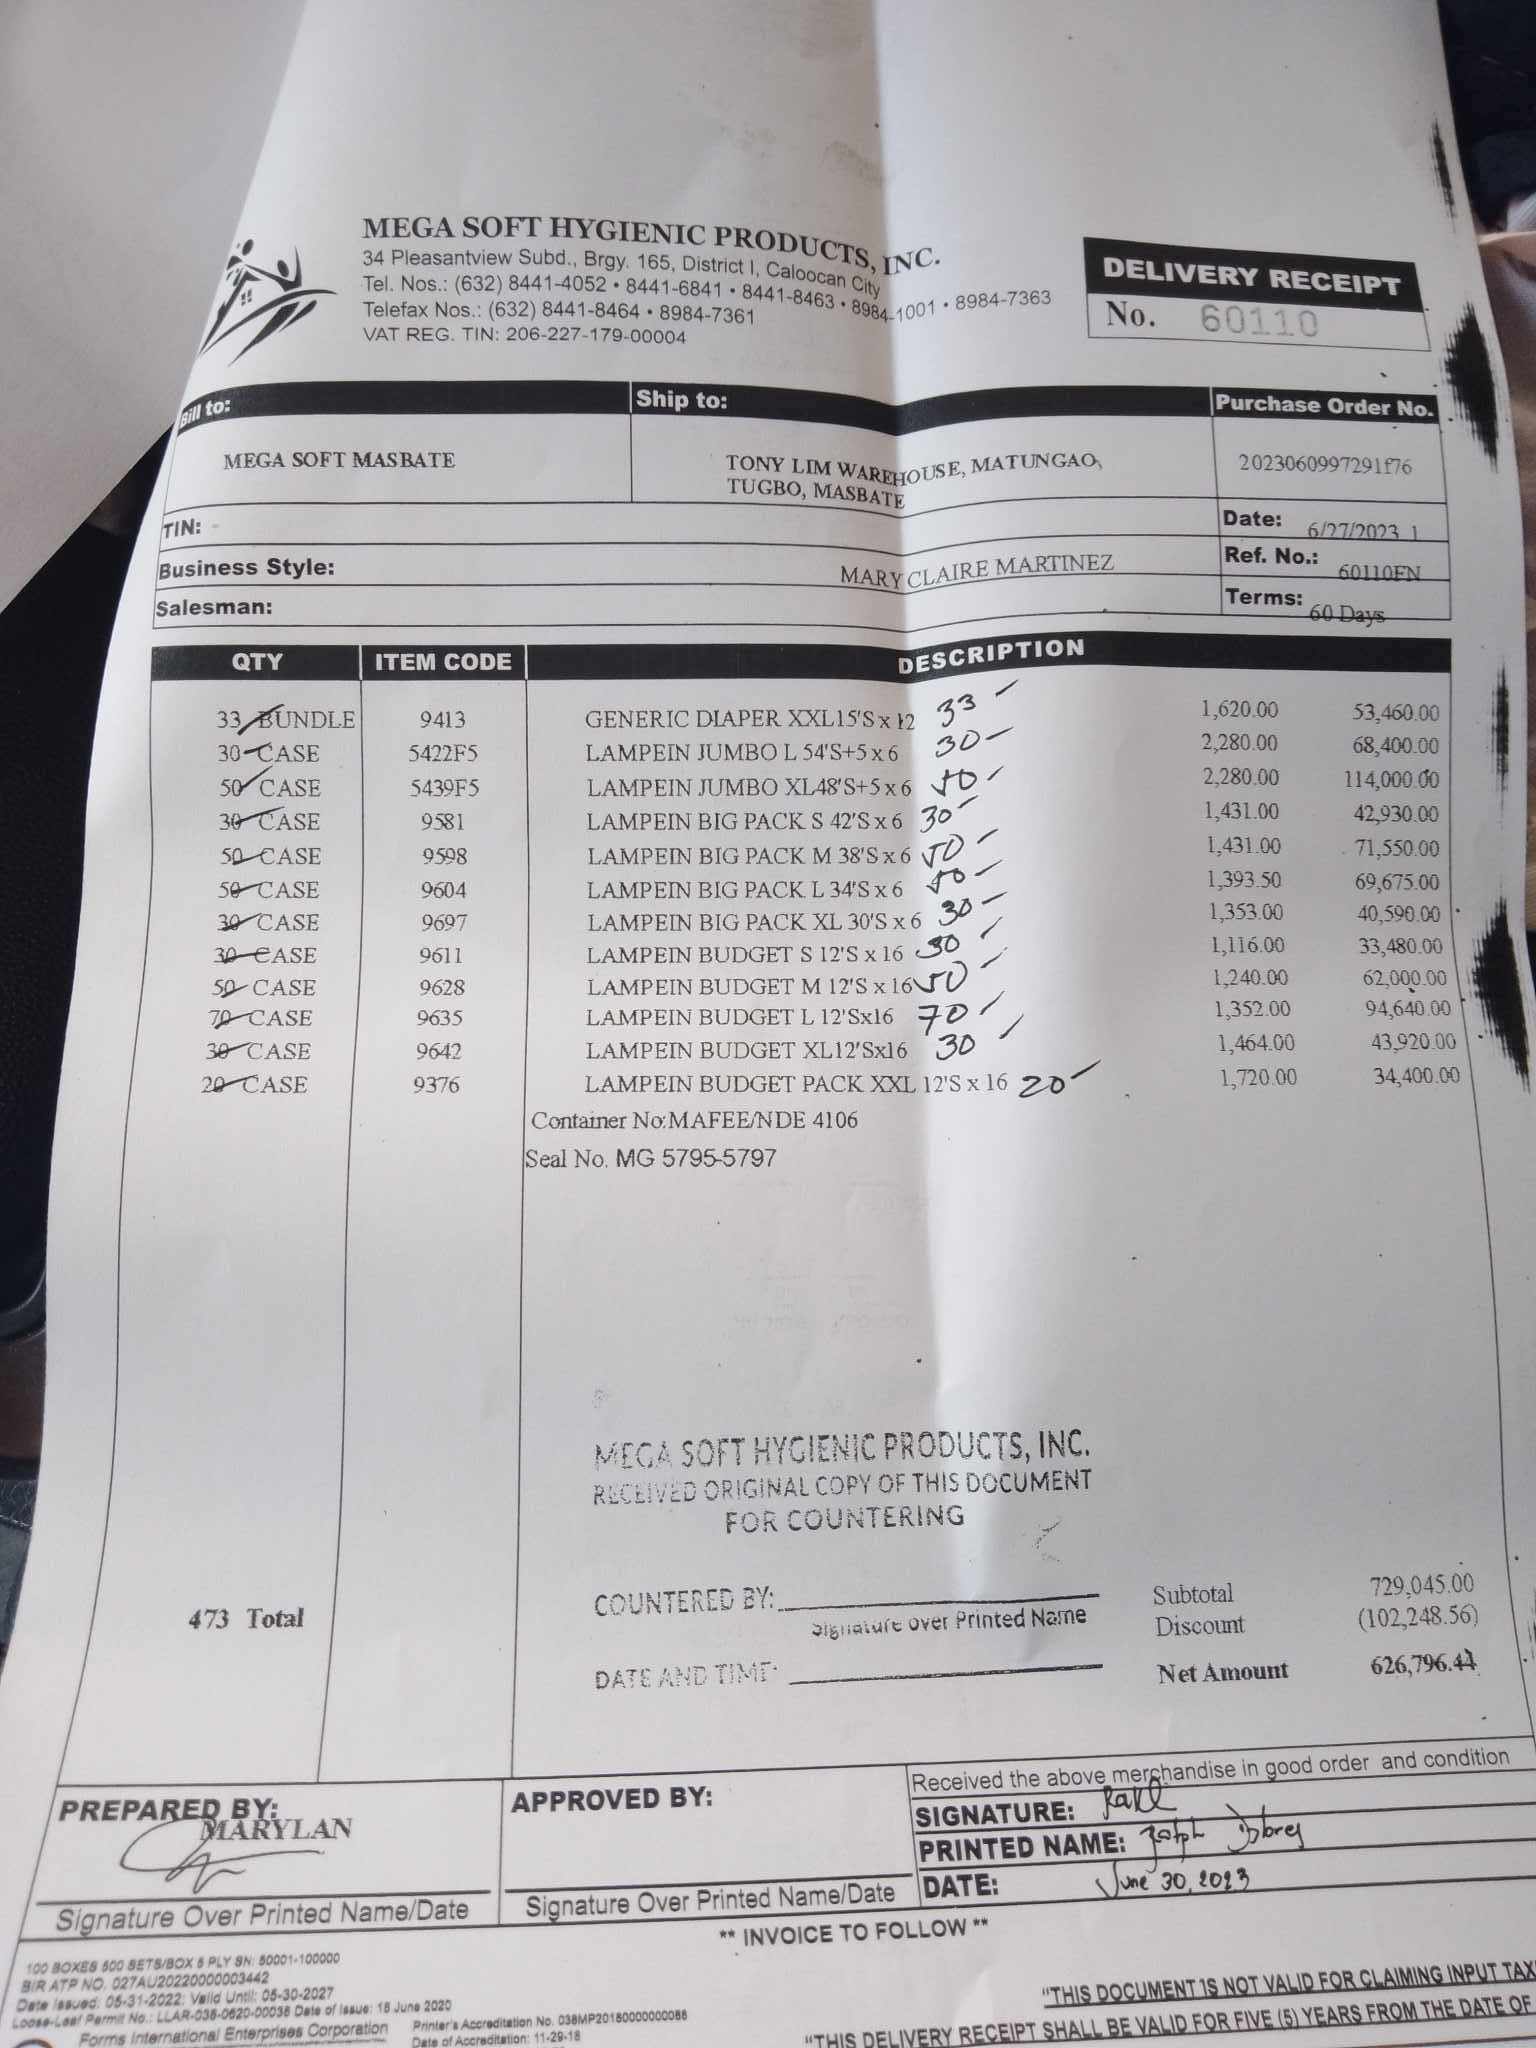 MEGA SOFT HYGIENIC PRODUCTS, INC.
34 Pleasantview Subd., Brgy. 165, District I, Caloocan City
Tel. Nos.: (632) 8441-4052 • 8441-6841 • 8441-8463 • 8984-1001 • 8984-7363
Telefax Nos.: (632) 8441-8464 • 8984-7361
VAT REG. TIN: 206-227-179-00004
DELIVERY RECEIPT
No. 60110
Bill to:
Ship to:
Purchase Order No.
MEGA SOFT MASBATE
TONY LIM WAREHOUSE, MATUNGAO,
TUGBO, MASBATE
2023060997291f76
TIN: -
Date: 6/27/2023 1
Business Style:
MARY CLAIRE MARTINEZ
Ref. No.: 60110FN
Salesman:
Terms: 60 Days
QTY ITEM CODE DESCRIPTION
33 BUNDLE 9413 GENERIC DIAPER XXL15'S x 12 33 1,620.00 53,460.00
30 CASE 5422F5 LAMPEIN JUMBO L 54'S+5 x 6 30 2,280.00 68,400.00
50 CASE 5439F5 LAMPEIN JUMBO XL48'S+5 x 6 50 2,280.00 114,000.00
30 CASE 9581 LAMPEIN BIG PACK S 42'S x 6 30 1,431.00 42,930.00
50 CASE 9598 LAMPEIN BIG PACK M 38'S x 6 50 1,431.00 71,550.00
50 CASE 9604 LAMPEIN BIG PACK L 34'S x 6 50 1,393.50 69,675.00
30 CASE 9697 LAMPEIN BIG PACK XL 30'S x 6 30 1,353.00 40,590.00
30 CASE 9611 LAMPEIN BUDGET S 12'S x 16 30 1,116.00 33,480.00
50 CASE 9628 LAMPEIN BUDGET M 12'S x 16 50 1,240.00 62,000.00
70 CASE 9635 LAMPEIN BUDGET L 12'Sx16 70 1,352.00 94,640.00
30 CASE 9642 LAMPEIN BUDGET XL12'Sx16 30 1,464.00 43,920.00
20 CASE 9376 LAMPEIN BUDGET PACK XXL 12'S x 16 20 1,720.00 34,400.00
Container No:MAFEE/NDE 4106
Seal No. MG 5795-5797
MEGA SOFT HYGIENIC PRODUCTS, INC.
RECEIVED ORIGINAL COPY OF THIS DOCUMENT
FOR COUNTERING
COUNTERED BY:
Signature over Printed Name
DATE AND TIME:
473 Total
Subtotal 729,045.00
Discount (102,248.56)
Net Amount 626,796.44
PREPARED BY:
MARYLAN
Signature Over Printed Name/Date
APPROVED BY:
Signature Over Printed Name/Date
Received the above merchandise in good order and condition
SIGNATURE:
PRINTED NAME: Ralph
DATE: June 30, 2023
** INVOICE TO FOLLOW **
100 BOXES 500 SETS/BOX 5 PLY SN: 50001-100000
BIR ATP NO. 027AU20220000003442
Date Issued: 05-31-2022; Valid Until: 05-30-2027
Loose-Leaf Permit No.: LLAR-038-0620-00038 Date of Issue: 18 June 2020
Forms International Enterprises Corporation
Printer's Accreditation No. 038MP20180000000088
Date of Accreditation: 11-29-18
"THIS DOCUMENT IS NOT VALID FOR CLAIMING INPUT TAX
"THIS DELIVERY RECEIPT SHALL BE VALID FOR FIVE (5) YEARS FROM THE DATE OF